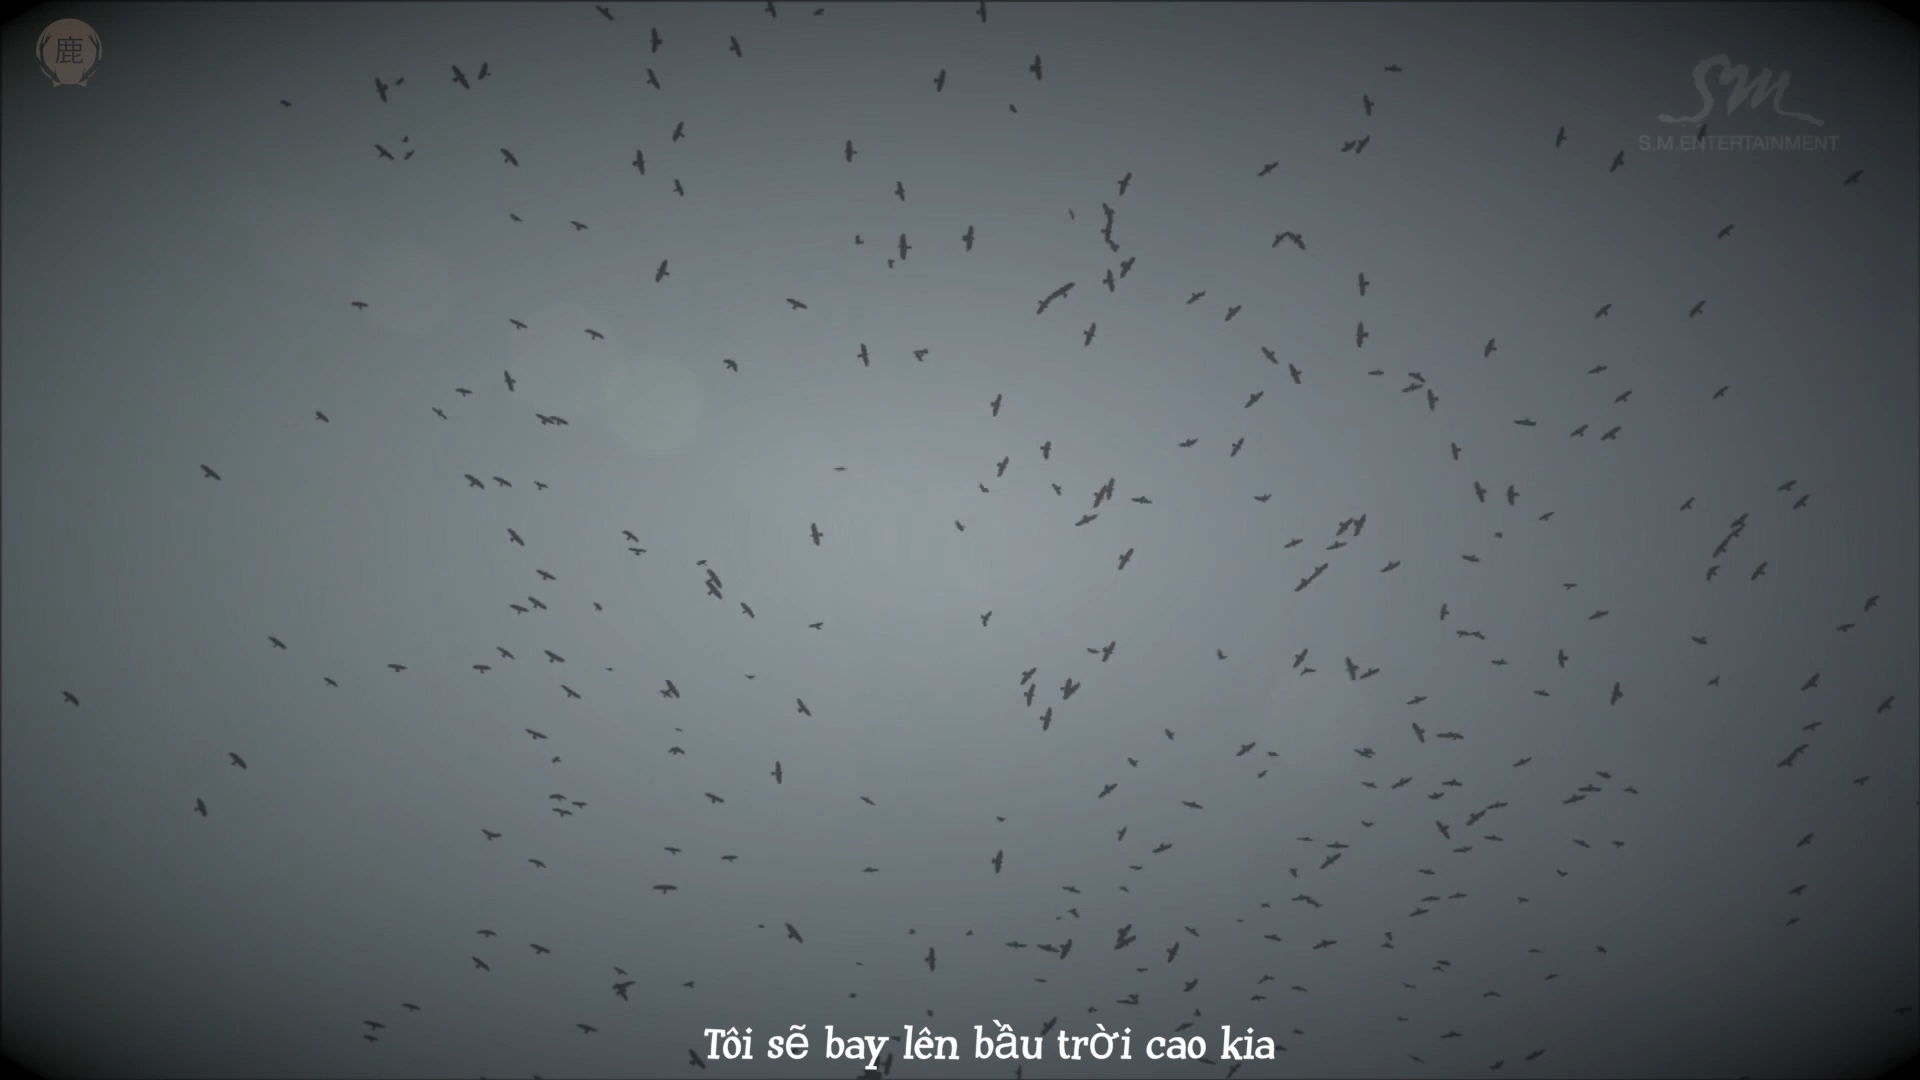 鹿
SM
S.M ENTERTAINMENT
Tôi sẽ bay lên bầu trời cao kia